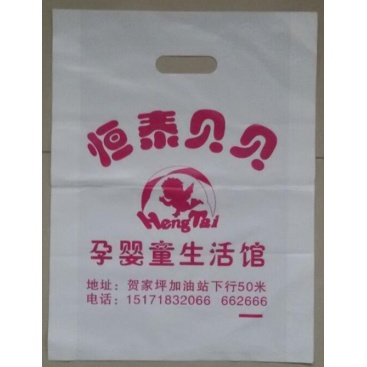 恒泰贝贝
HengTai
孕婴童生活馆
地址：贺家坪加油站下行50米
电话：15171832066 662666